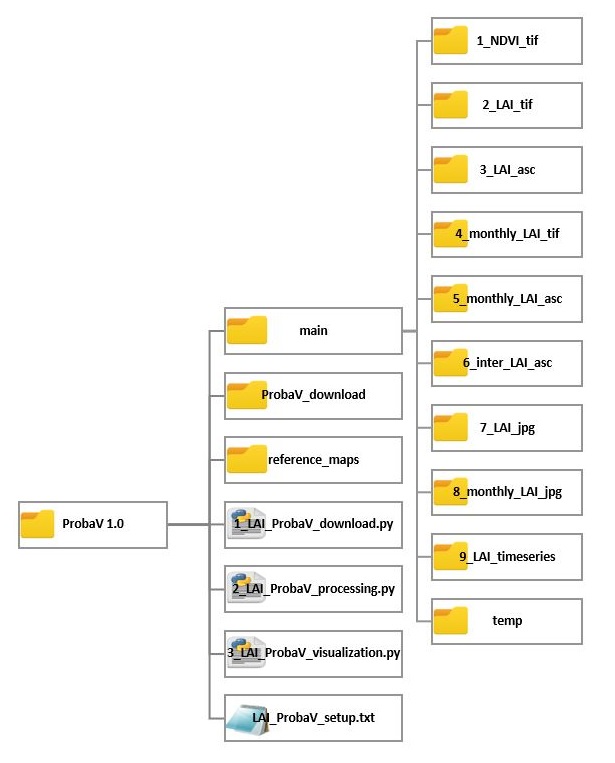 ProbaV 1.0
main
ProbaV_download
reference_maps
1_LAI_ProbaV_download.py
2_LAI_ProbaV_processing.py
3_LAI_ProbaV_visualization.py
LAI_ProbaV_setup.txt
1_NDVI_tif
2_LAI_tif
3_LAI_asc
4_monthly_LAI_tif
5_monthly_LAI_asc
6_inter_LAI_asc
7_LAI_jpg
8_monthly_LAI_jpg
9_LAI_timeseries
temp